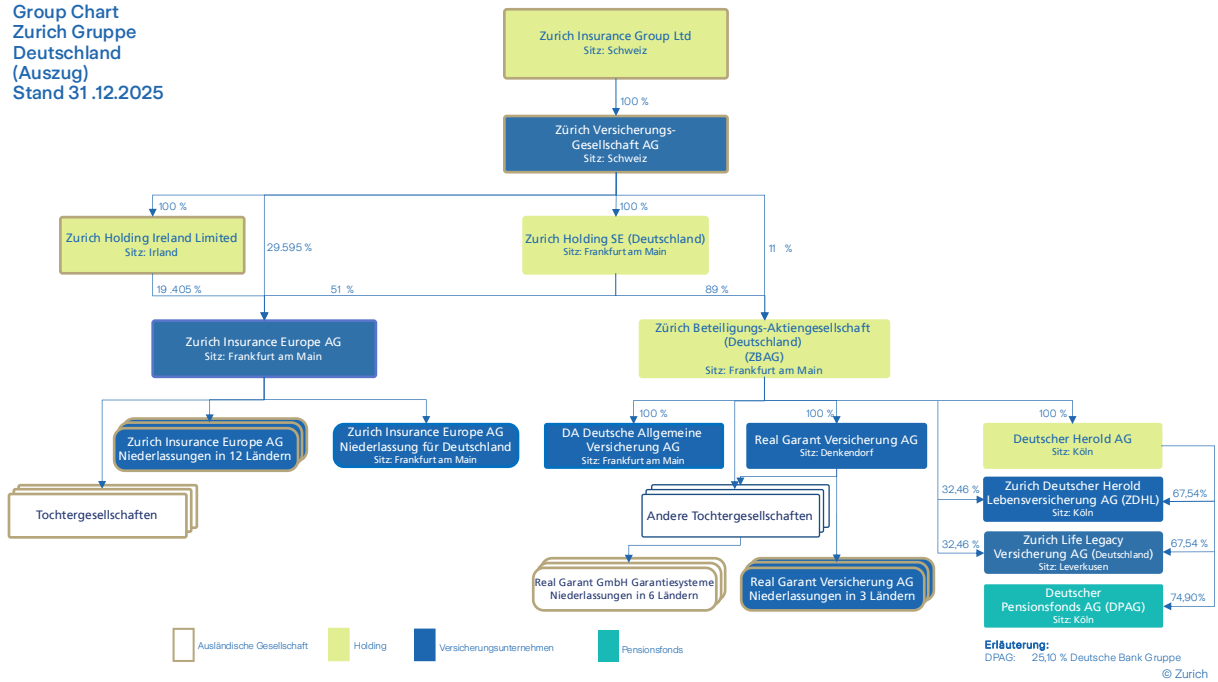 Group Chart
Zurich Gruppe
Deutschland
(Auszug)
Stand 31 .12.2025
Zurich Insurance Group Ltd
Sitz: Schweiz
100 %
Zürich Versicherungs-
Gesellschaft AG
Sitz: Schweiz
100 %
100 %
Zurich Holding Ireland Limited
Sitz: Irland
29.595 %
Zurich Holding SE (Deutschland)
Sitz: Frankfurt am Main
11 %
19 .405 %
51 %
89 %
Zurich Insurance Europe AG
Sitz: Frankfurt am Main
Zürich Beteiligungs-Aktiengesellschaft
(Deutschland)
(ZBAG)
Sitz: Frankfurt am Main
100 %
100 %
100 %
Zurich Insurance Europe AG
Niederlassungen in 12 Ländern
Zurich Insurance Europe AG
Niederlassung für Deutschland
Sitz: Frankfurt am Main
DA Deutsche Allgemeine
Versicherung AG
Sitz: Frankfurt am Main
Real Garant Versicherung AG
Sitz: Denkendorf
Deutscher Herold AG
Sitz: Köln
Tochtergesellschaften
Andere Tochtergesellschaften
32,46 %
Zurich Deutscher Herold
Lebensversicherung AG (ZDHL)
Sitz: Köln
67,54%
32,46 %
Zurich Life Legacy
Versicherung AG (Deutschland)
Sitz: Leverkusen
67,54 %
Real Garant GmbH Garantiesysteme
Niederlassungen in 6 Ländern
Real Garant Versicherung AG
Niederlassungen in 3 Ländern
Deutscher
Pensionsfonds AG (DPAG)
Sitz: Köln
74,90%
Ausländische Gesellschaft
Holding
Versicherungsunternehmen
Pensionsfonds
Erläuterung:
DPAG: 25,10 % Deutsche Bank Gruppe
© Zurich